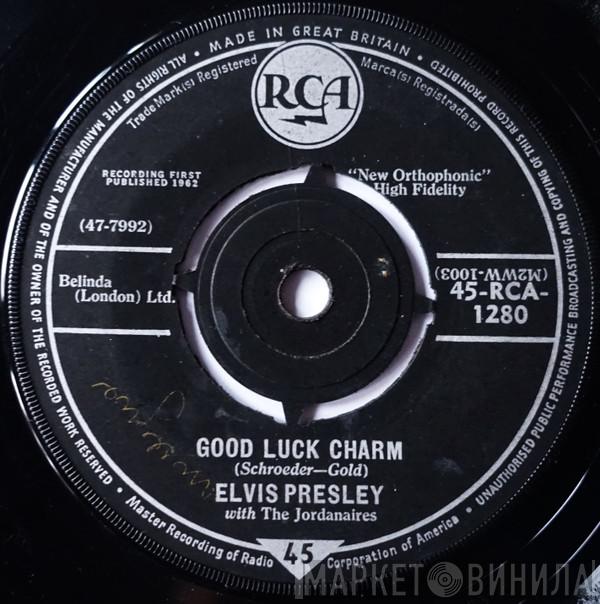 ALL RIGHTS OF THE MANUFACTURER AND OF THE OWNER OF THE RECORDED WORK RESERVED •
• MADE IN GREAT BRITAIN •
UNAUTHORISED PUBLIC PERFORMANCE BROADCASTING AND COPYING OF THIS RECORD PROHIBITED
Trade Mark(s) Registered
RCA
Marca(s) Registrada(s)
RECORDING FIRST
PUBLISHED 1962
"New Orthophonic"
High Fidelity
(47-7992)
Belinda
(London) Ltd.
(M2WW-1003)
45-RCA-
1280
GOOD LUCK CHARM
(Schroeder—Gold)
ELVIS PRESLEY
with The Jordanaires
• Master Recording of Radio Corporation of America •
45
МАРКЕТ ВИНИЛА